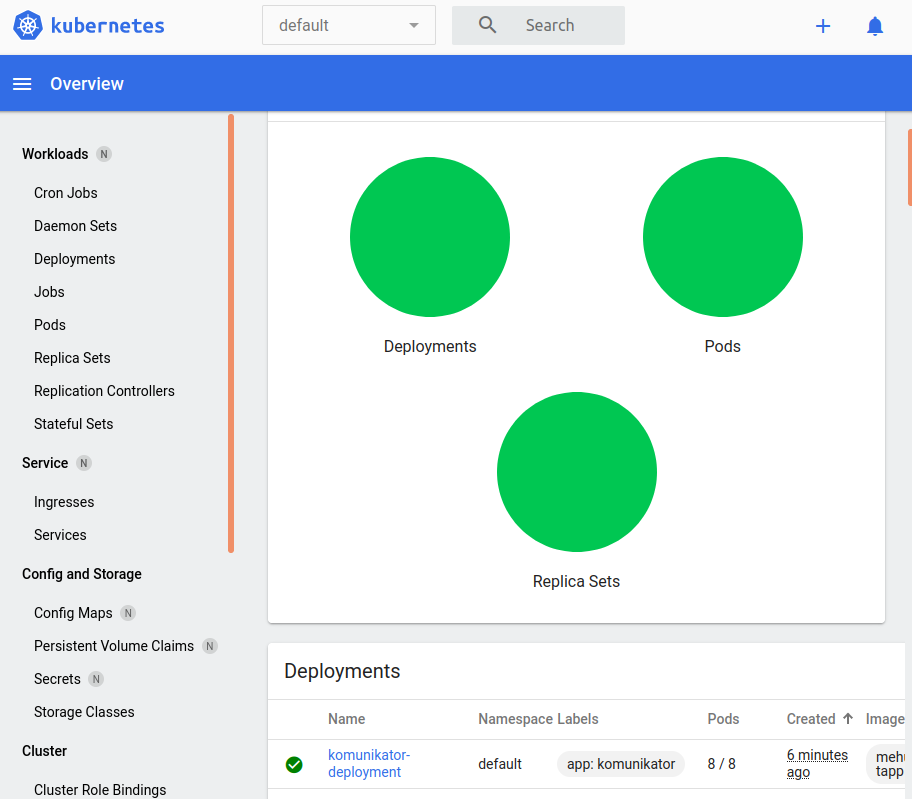 kubernetes
default
Search
Overview
Workloads N
Cron Jobs
Daemon Sets
Deployments
Jobs
Pods
Replica Sets
Replication Controllers
Stateful Sets
Service N
Ingresses
Services
Config and Storage
Config Maps N
Persistent Volume Claims N
Secrets N
Storage Classes
Cluster
Cluster Role Bindings
Deployments
Pods
Replica Sets
Deployments
Name Namespace Labels Pods Created Image
komunikator-
deployment
default
app: komunikator
8 / 8
6 minutes
ago
tapp